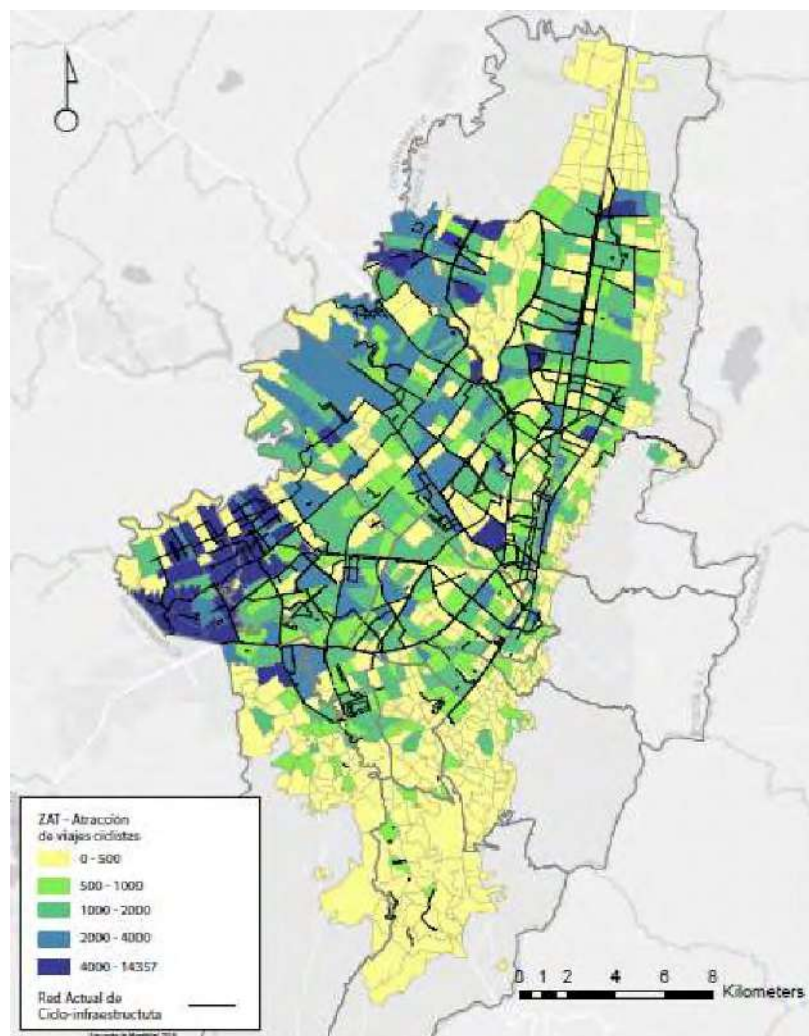 ZAT - Atracción
de viajes ciclistas
0 - 500
500 - 1000
1000 - 2000
2000 - 4000
4000 - 14357
Red Actual de
Ciclo-infraestructuta
0 1 2 4 6 8
Kilometers